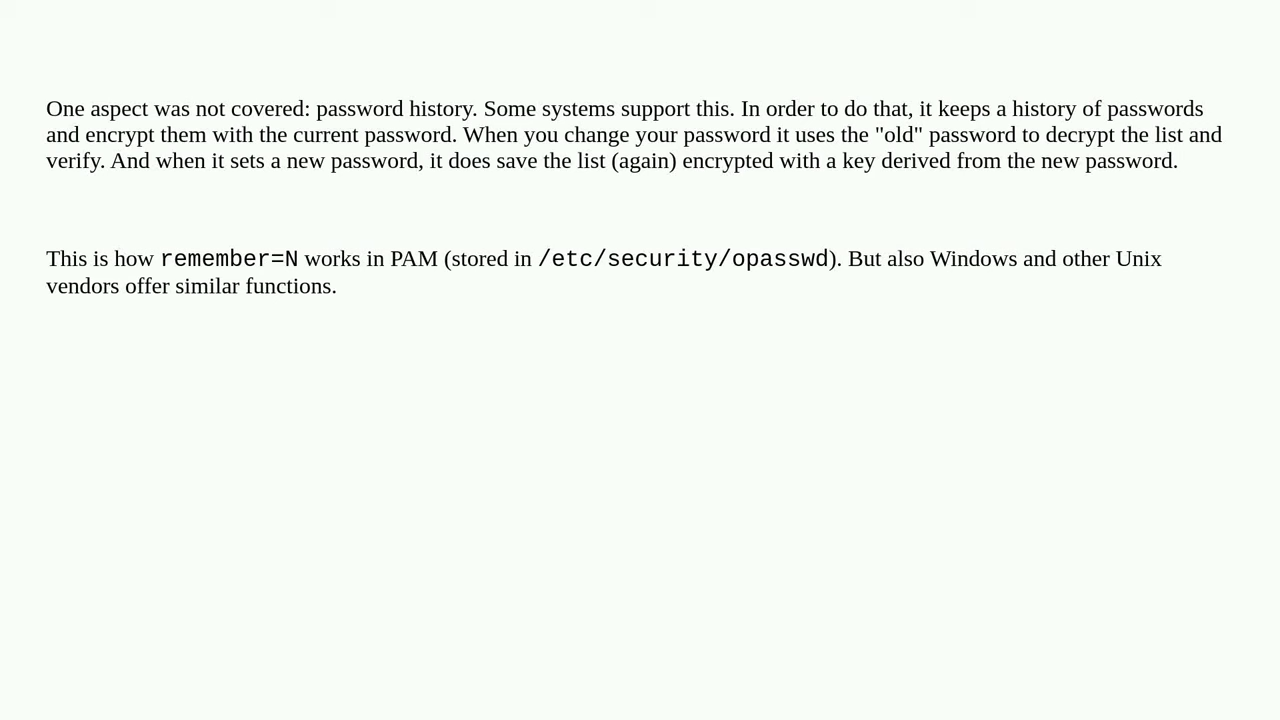 One aspect was not covered: password history. Some systems support this. In order to do that, it keeps a history of passwords
and encrypt them with the current password. When you change your password it uses the "old" password to decrypt the list and
verify. And when it sets a new password, it does save the list (again) encrypted with a key derived from the new password.
This is how remember=N works in PAM (stored in /etc/security/opasswd). But also Windows and other Unix
vendors offer similar functions.